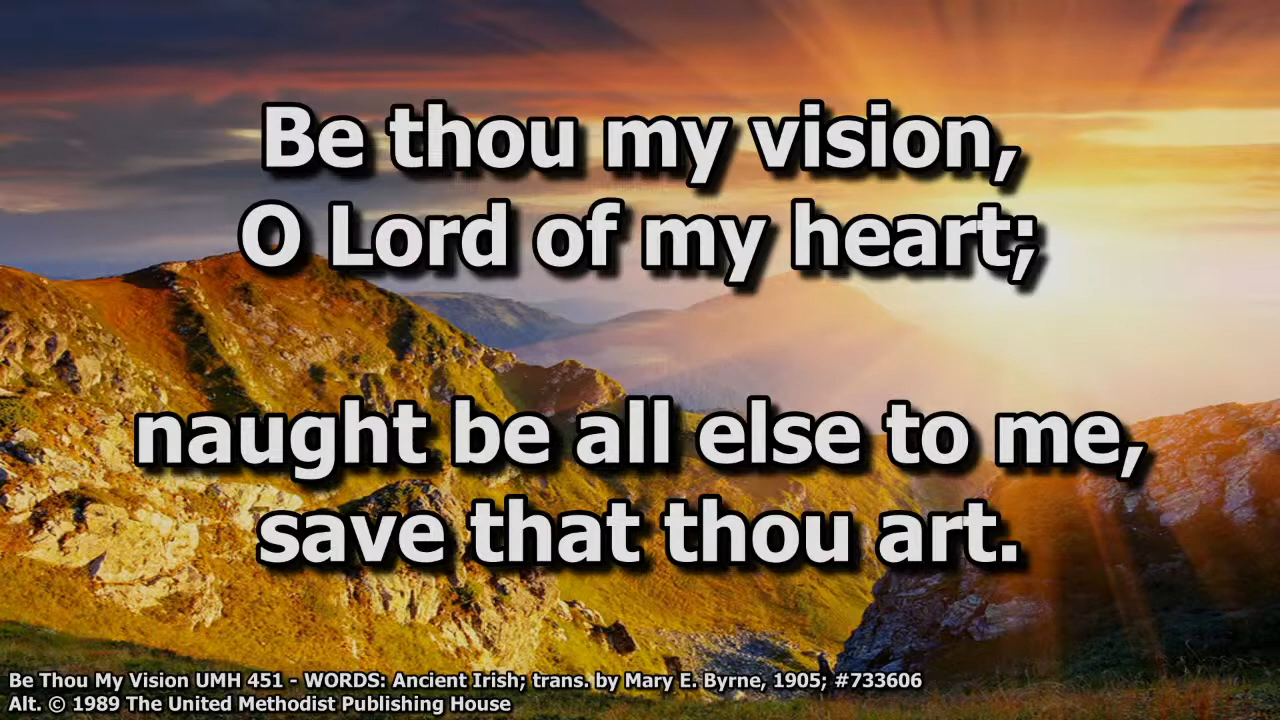 Be thou my vision,
O Lord of my heart;
naught be all else to me,
save that thou art.
Be Thou My Vision UMH 451 - WORDS: Ancient Irish; trans. by Mary E. Byrne, 1905; #733606
Alt. © 1989 The United Methodist Publishing House